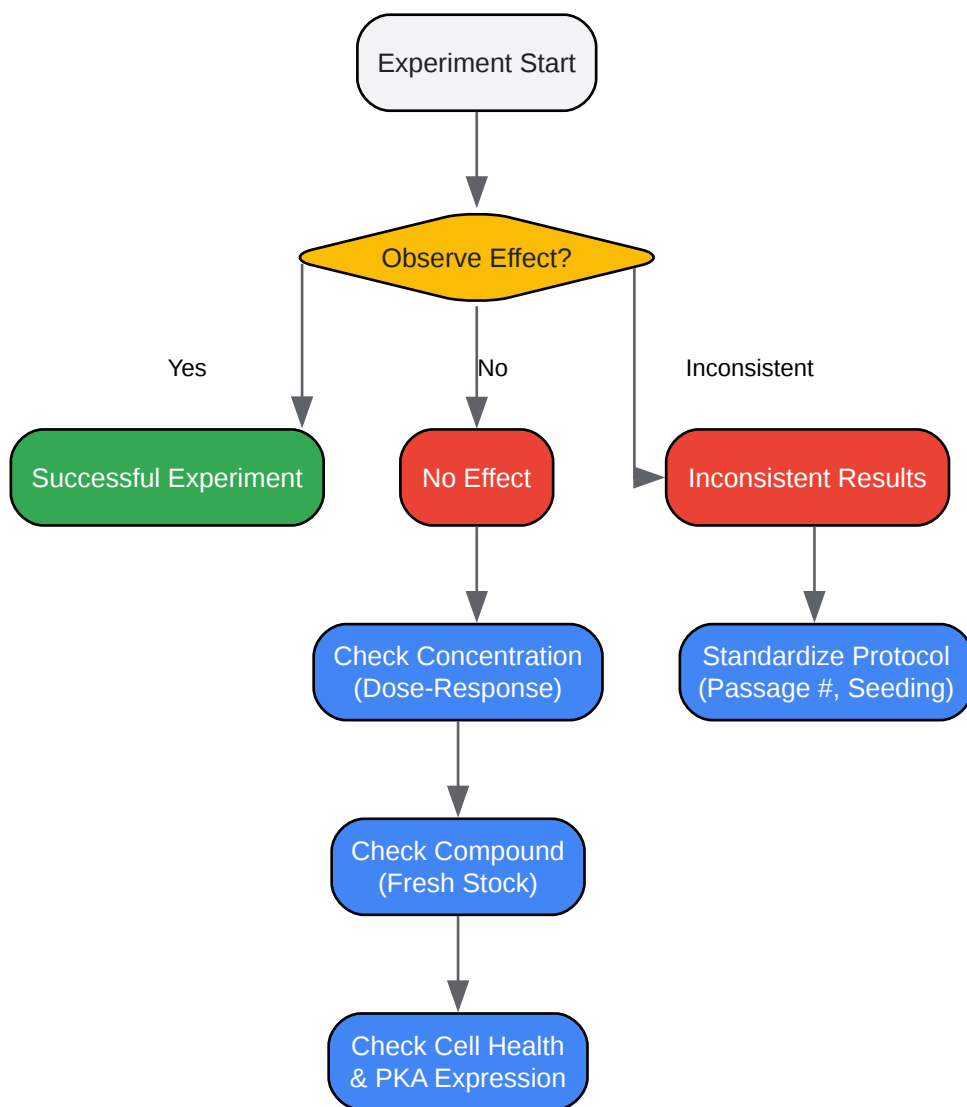 Experiment Start
Observe Effect?
Yes
No
Inconsistent
Successful Experiment
No Effect
Inconsistent Results
Check Concentration
(Dose-Response)
Standardize Protocol
(Passage #, Seeding)
Check Compound
(Fresh Stock)
Check Cell Health
& PKA Expression